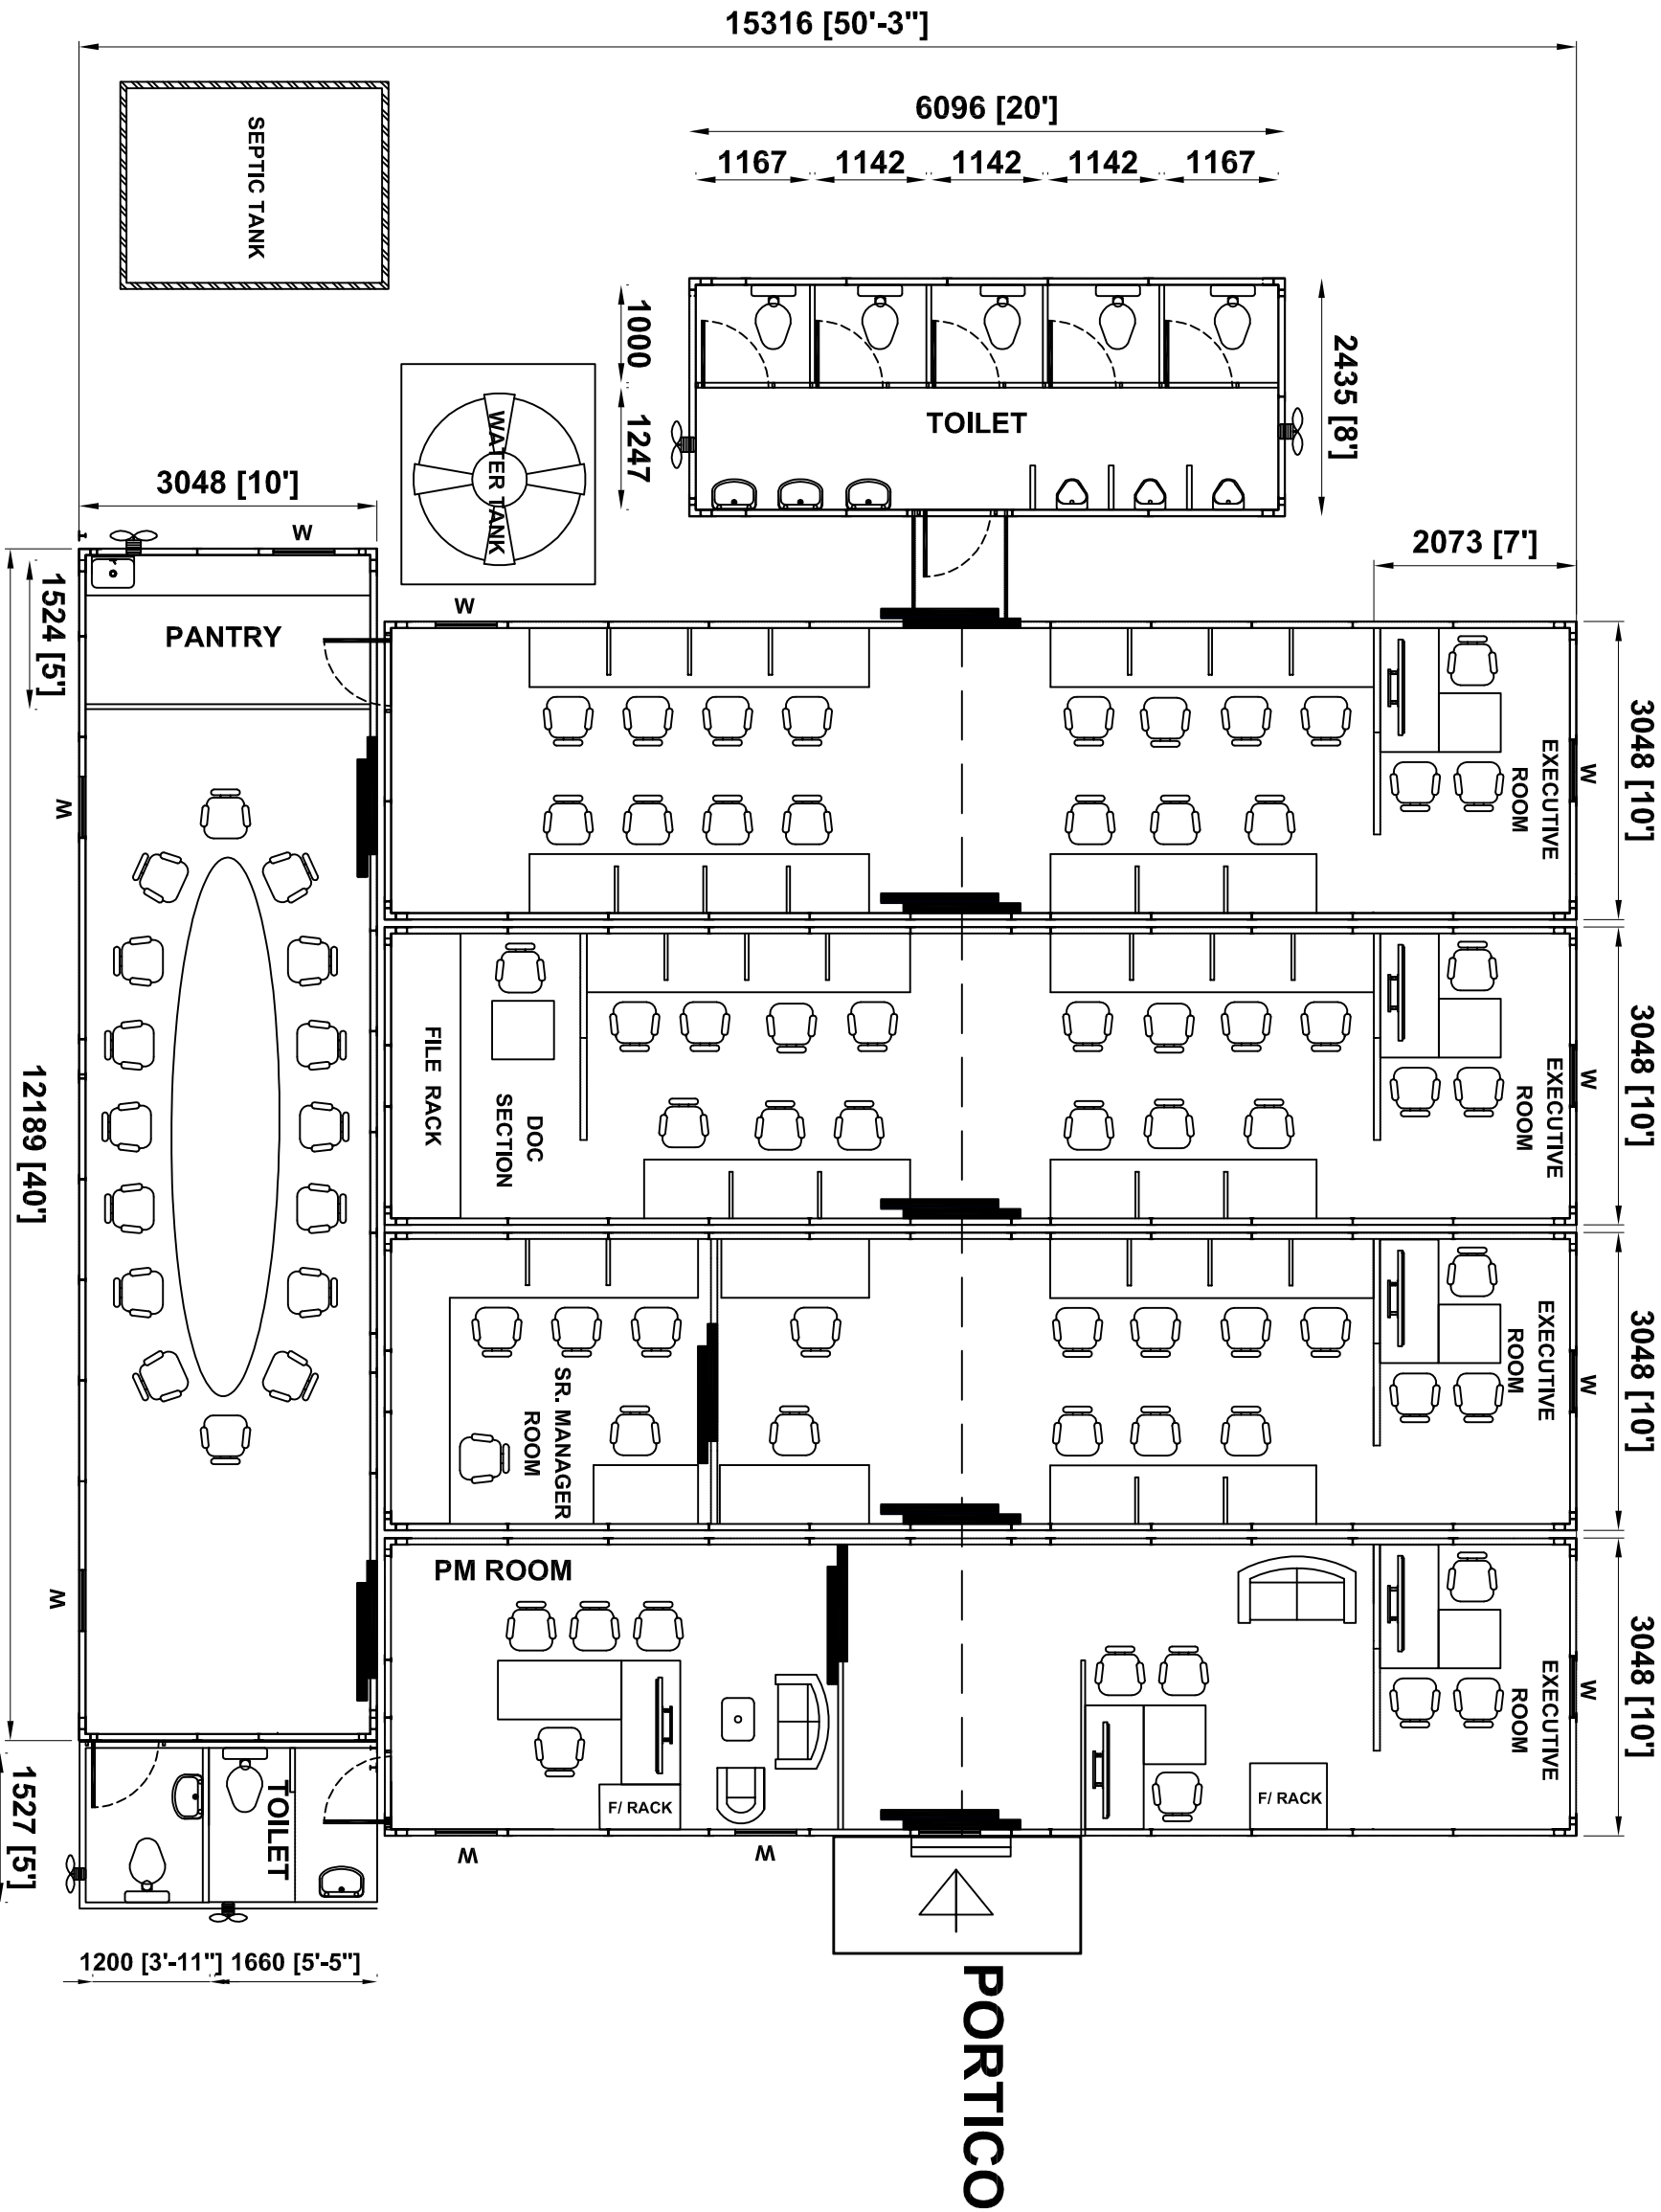 15316 [50'-3"]
6096 [20']
1167
1142
1142
1142
1167
SEPTIC TANK
1000
1247
2435 [8']
TOILET
WATER TANK
3048 [10']
W
2073 [7']
1524 [5']
PANTRY
W
3048 [10']
EXECUTIVE
ROOM
W
W
12189 [40']
FILE RACK
DOC
SECTION
3048 [10']
EXECUTIVE
ROOM
W
SR. MANAGER
ROOM
3048 [10']
EXECUTIVE
ROOM
W
W
PM ROOM
3048 [10']
EXECUTIVE
ROOM
W
F/ RACK
F/ RACK
1527 [5']
TOILET
W
W
1200 [3'-11"]
1660 [5'-5"]
PORTICO